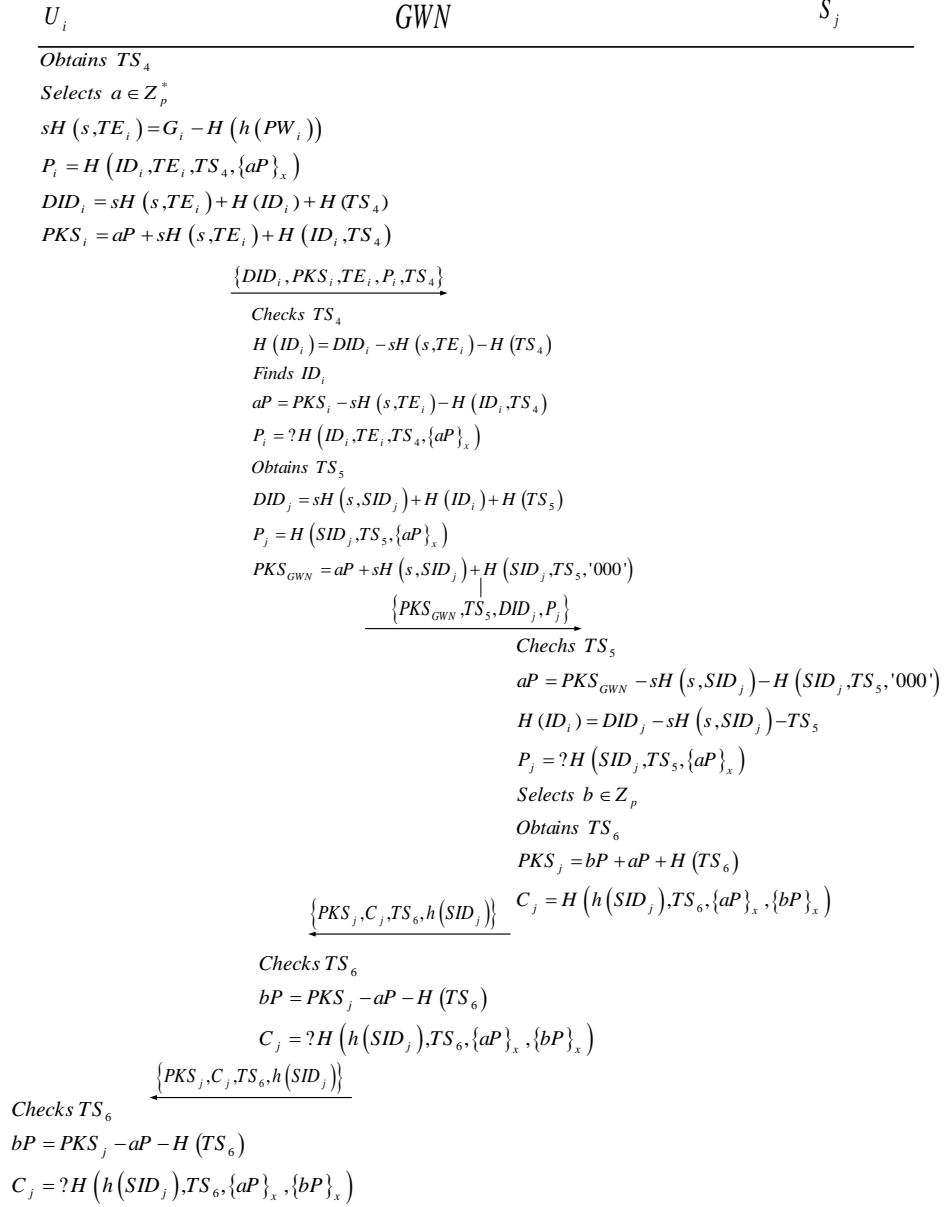 U_i GWN S_j
Obtains TS_4
Selects a ∈ Z_p^*
sH(s,TE_i)=G_i−H(h(PW_i))
P_i=H(ID_i,TE_i,TS_4,{aP}_x)
DID_i=sH(s,TE_i)+H(ID_i)+H(TS_4)
PKS_i=aP+sH(s,TE_i)+H(ID_i,TS_4)
{DID_i,PKS_i,TE_i,P_i,TS_4}
Checks TS_4
H(ID_i)=DID_i−sH(s,TE_i)−H(TS_4)
Finds ID_i
aP=PKS_i−sH(s,TE_i)−H(ID_i,TS_4)
P_i=?H(ID_i,TE_i,TS_4,{aP}_x)
Obtains TS_5
DID_j=sH(s,SID_j)+H(ID_i)+H(TS_5)
P_j=H(SID_j,TS_5,{aP}_x)
PKS_GWN=aP+sH(s,SID_j)+H(SID_j,TS_5,'000')
{PKS_GWN,TS_5,DID_j,P_j}
Chechs TS_5
aP=PKS_GWN−sH(s,SID_j)−H(SID_j,TS_5,'000')
H(ID_i)=DID_j−sH(s,SID_j)−TS_5
P_j=?H(SID_j,TS_5,{aP}_x)
Selects b ∈ Z_p
Obtains TS_6
PKS_j=bP+aP+H(TS_6)
C_j=H(h(SID_j),TS_6,{aP}_x,{bP}_x)
{PKS_j,C_j,TS_6,h(SID_j)}
Checks TS_6
bP=PKS_j−aP−H(TS_6)
C_j=?H(h(SID_j),TS_6,{aP}_x,{bP}_x)
{PKS_j,C_j,TS_6,h(SID_j)}
Checks TS_6
bP=PKS_j−aP−H(TS_6)
C_j=?H(h(SID_j),TS_6,{aP}_x,{bP}_x)